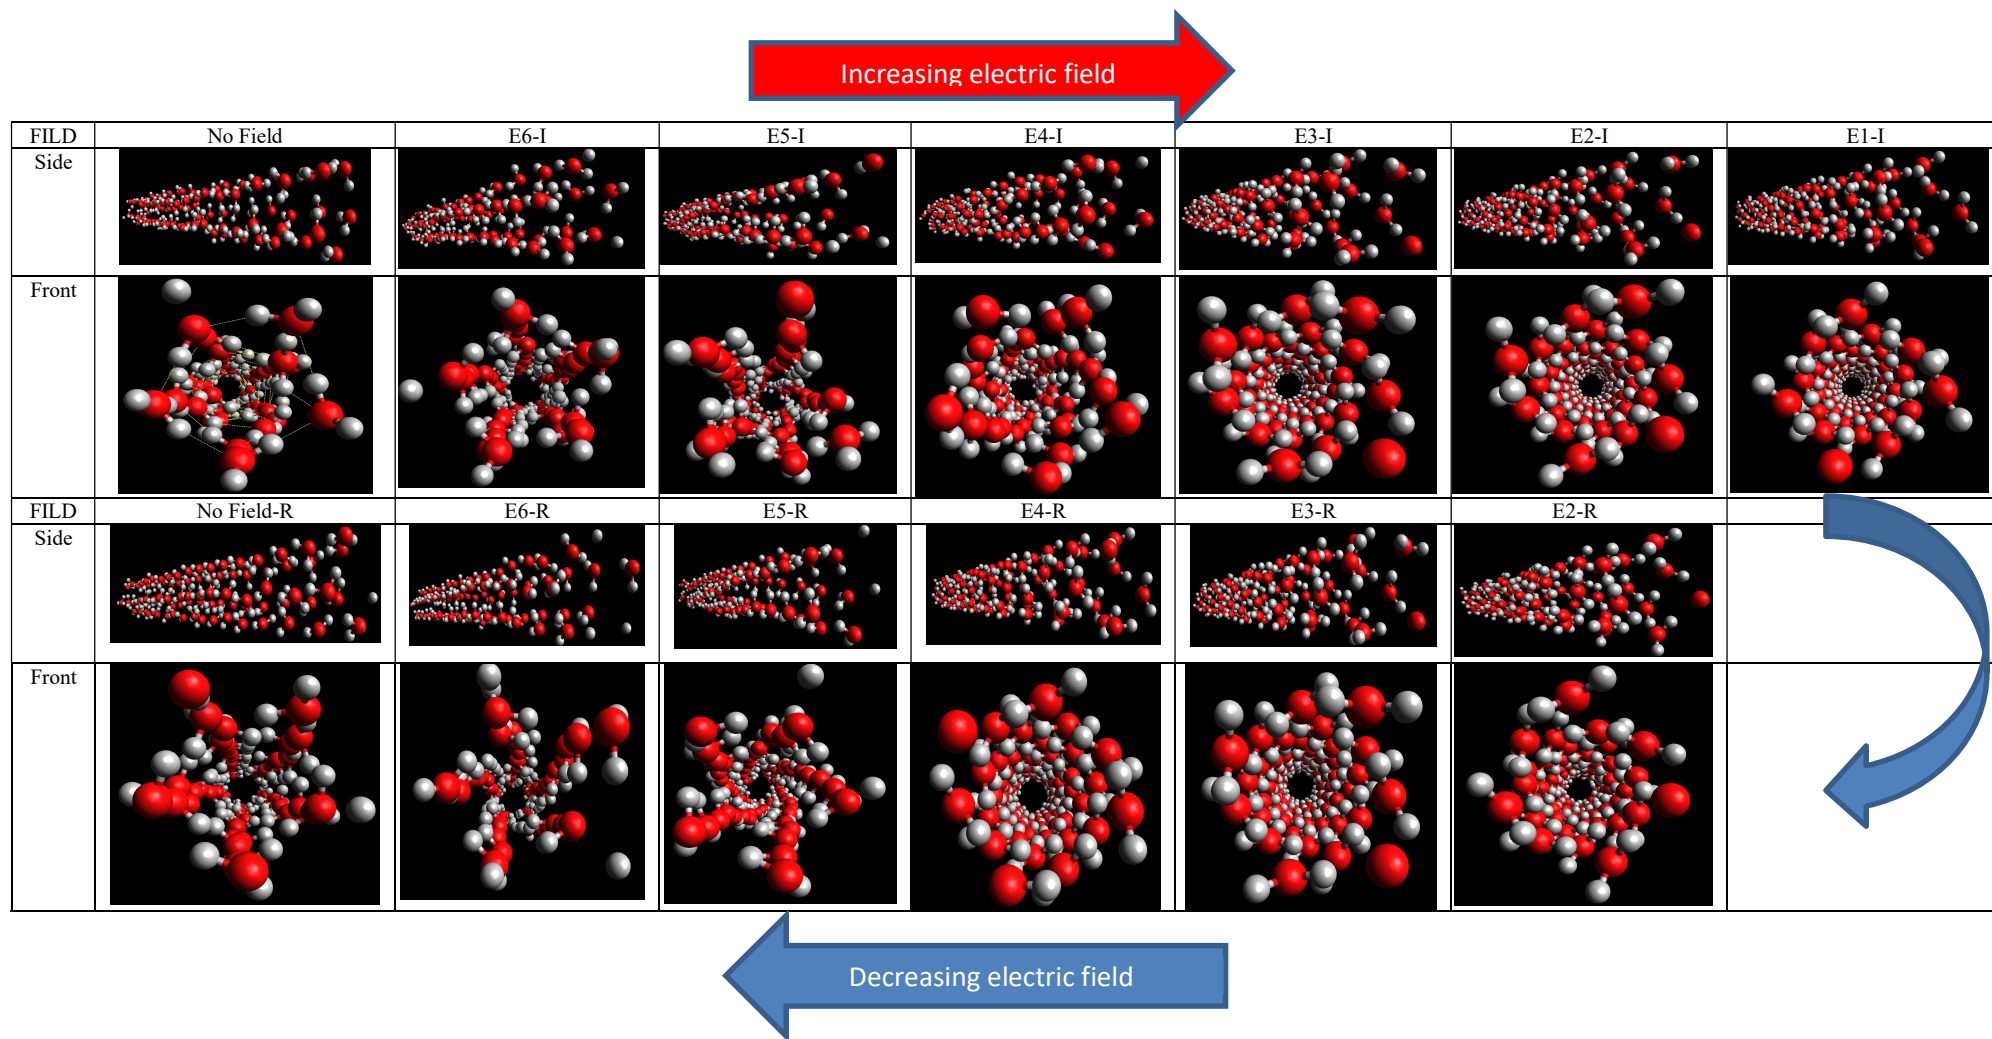 Increasing electric field
FILD No Field E6-I E5-I E4-I E3-I E2-I E1-I
Side
Front
FILD No Field-R E6-R E5-R E4-R E3-R E2-R
Side
Front
Decreasing electric field